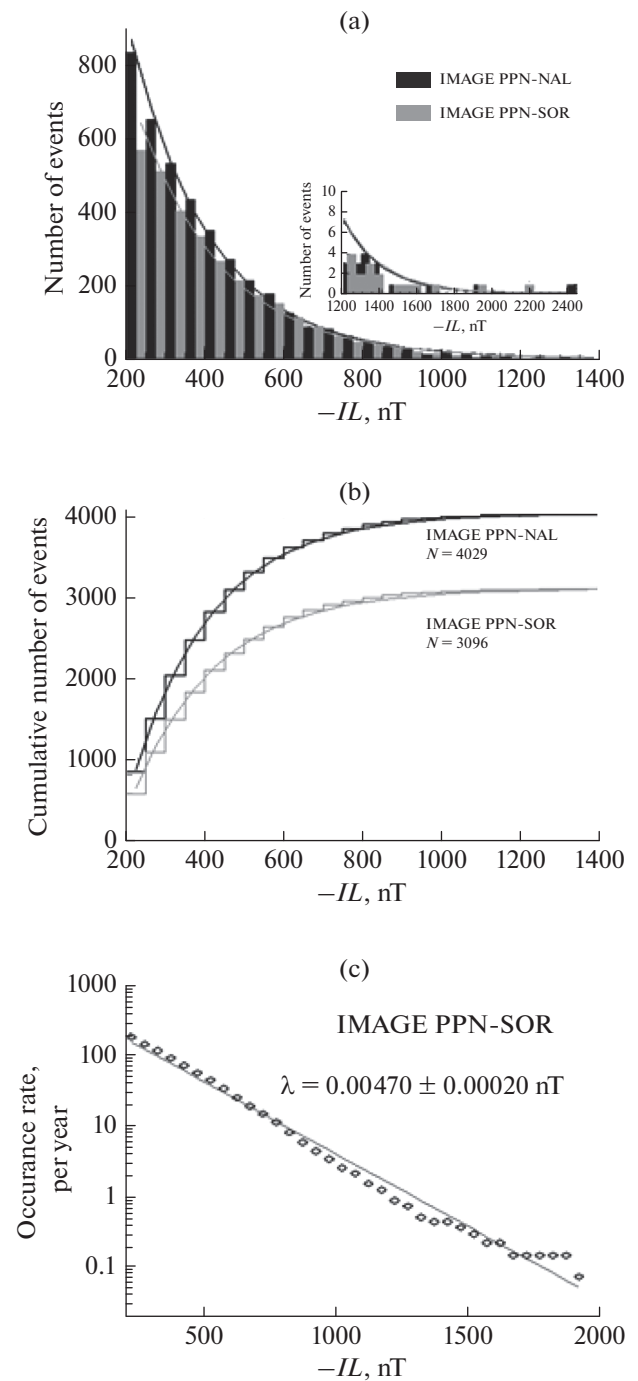 (a)
Number of events
800
600
400
200
0
IMAGE PPN-NAL
IMAGE PPN-SOR
Number of events
10
8
6
4
2
0
1200 1400 1600 1800 2000 2200 2400
−IL, nT
200 400 600 800 1000 1200 1400
−IL, nT
(b)
Cumulative number of events
4000
3000
2000
1000
0
IMAGE PPN-NAL
N = 4029
IMAGE PPN-SOR
N = 3096
200 400 600 800 1000 1200 1400
−IL, nT
(c)
Occurance rate,
per year
1000
100
10
1
0.1
IMAGE PPN-SOR
λ = 0.00470 ± 0.00020 nT
500 1000 1500 2000
−IL, nT